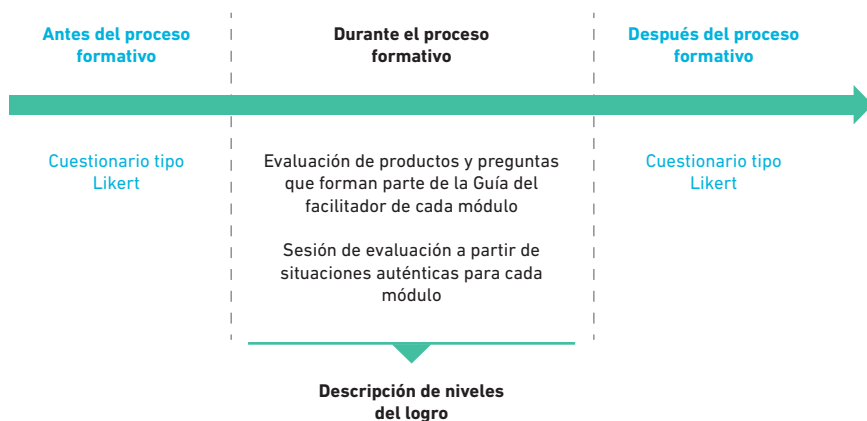 Antes del proceso
formativo
Durante el proceso
formativo
Después del proceso
formativo
Cuestionario tipo
Likert
Evaluación de productos y preguntas
que forman parte de la Guía del
facilitador de cada módulo
Sesión de evaluación a partir de
situaciones auténticas para cada
módulo
Cuestionario tipo
Likert
Descripción de niveles
del logro